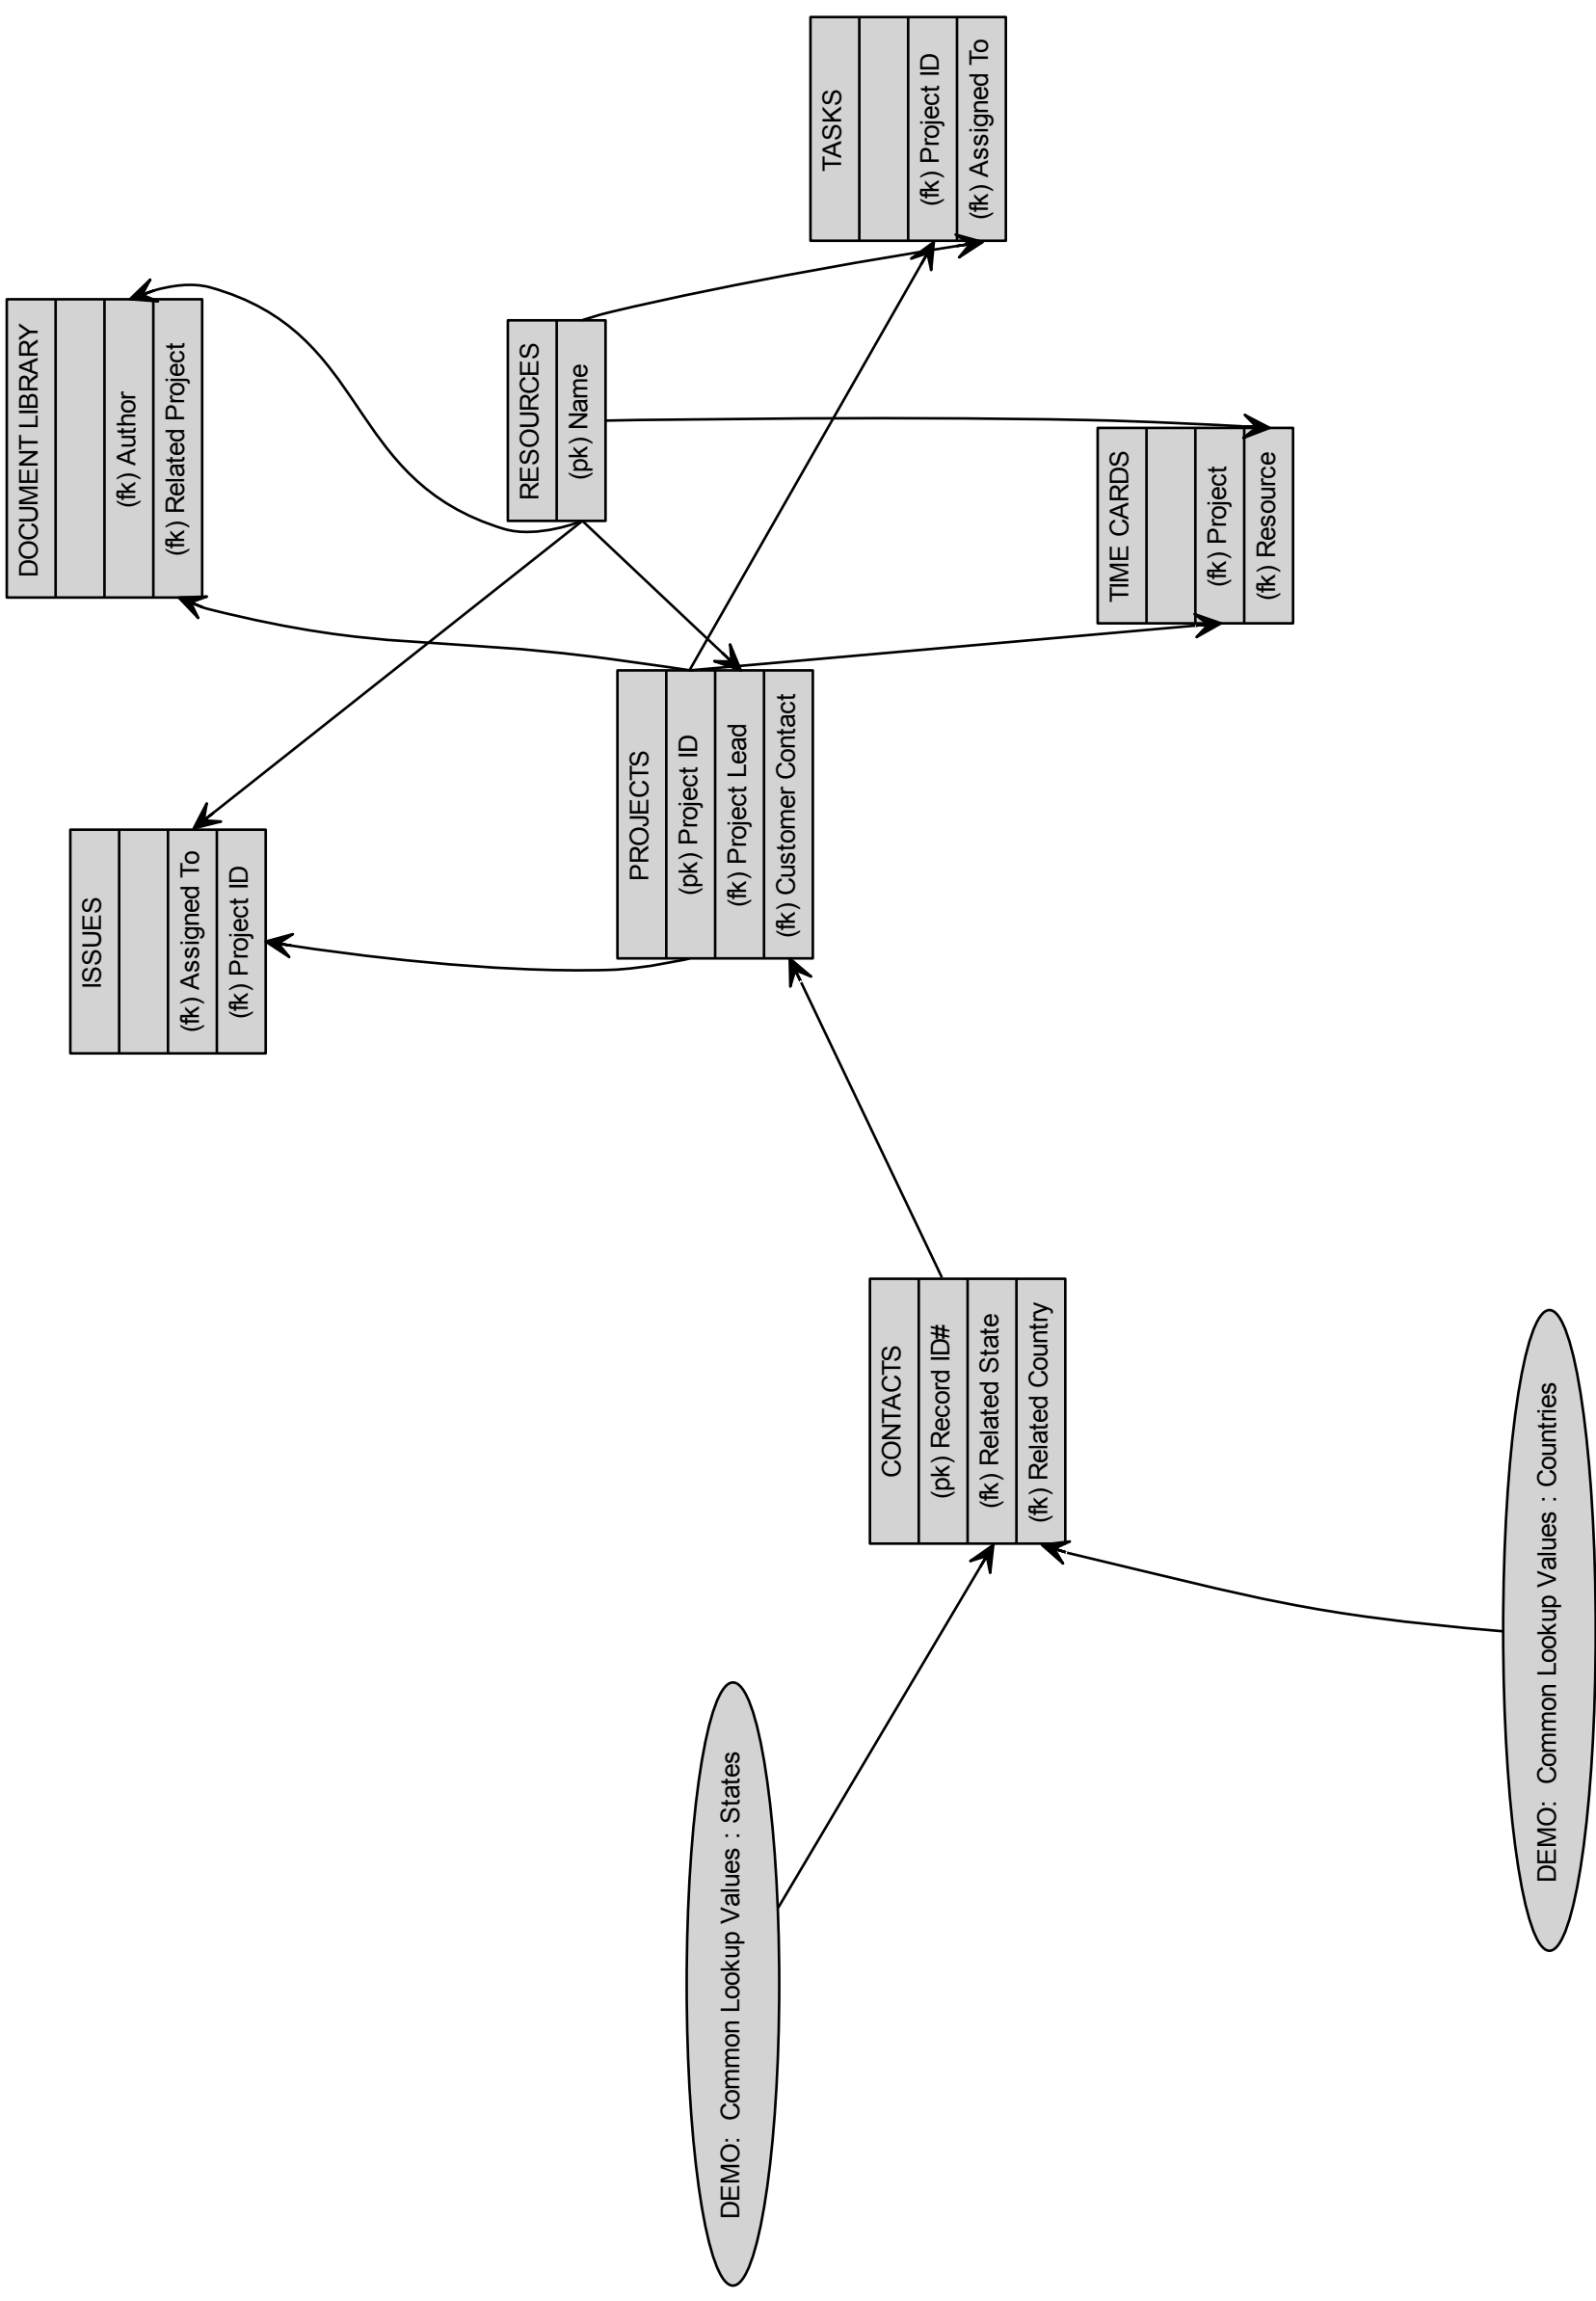 DOCUMENT LIBRARY
(fk) Author
(fk) Related Project
ISSUES
(fk) Assigned To
(fk) Project ID
RESOURCES
(pk) Name
PROJECTS
(pk) Project ID
(fk) Project Lead
(fk) Customer Contact
TASKS
(fk) Project ID
(fk) Assigned To
TIME CARDS
(fk) Project
(fk) Resource
CONTACTS
(pk) Record ID#
(fk) Related State
(fk) Related Country
DEMO: Common Lookup Values : States
DEMO: Common Lookup Values : Countries